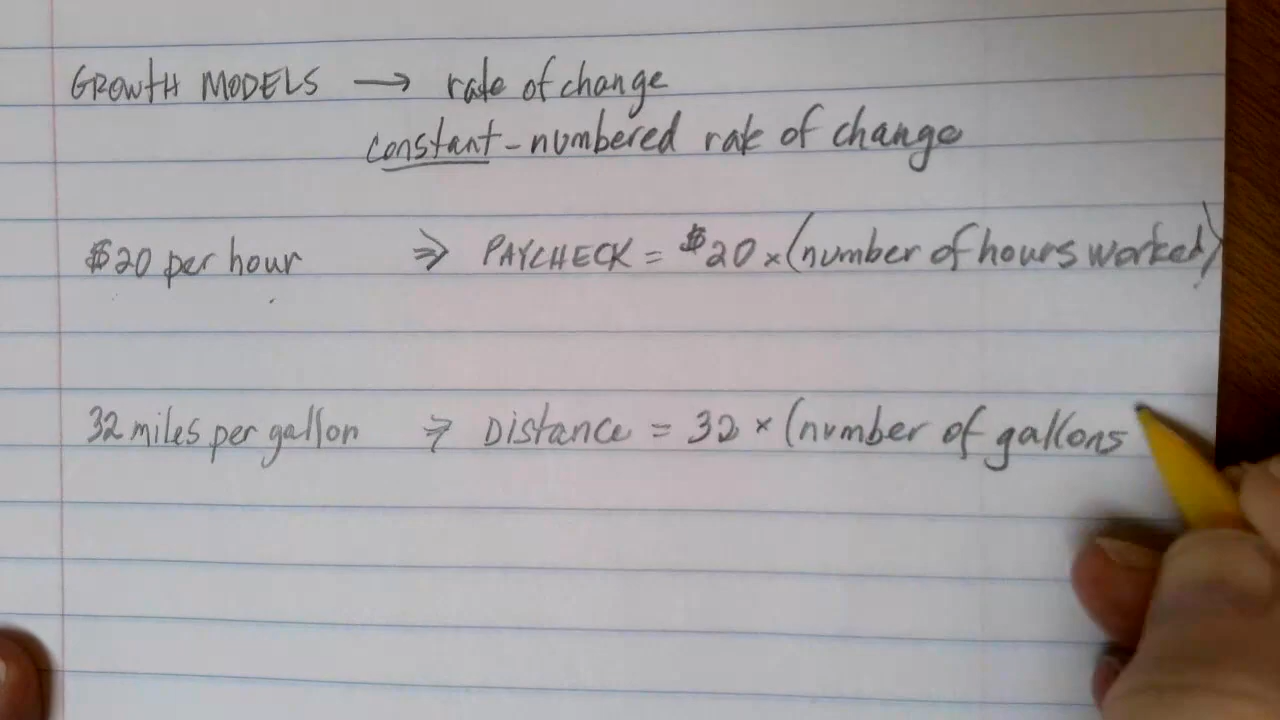 GROWTH MODELS → rate of change
constant-numbered rate of change
$20 per hour ⇒ PAYCHECK = $20 × (number of hours worked)
32 miles per gallon ⇒ DISTANCE = 32 × (number of gallons